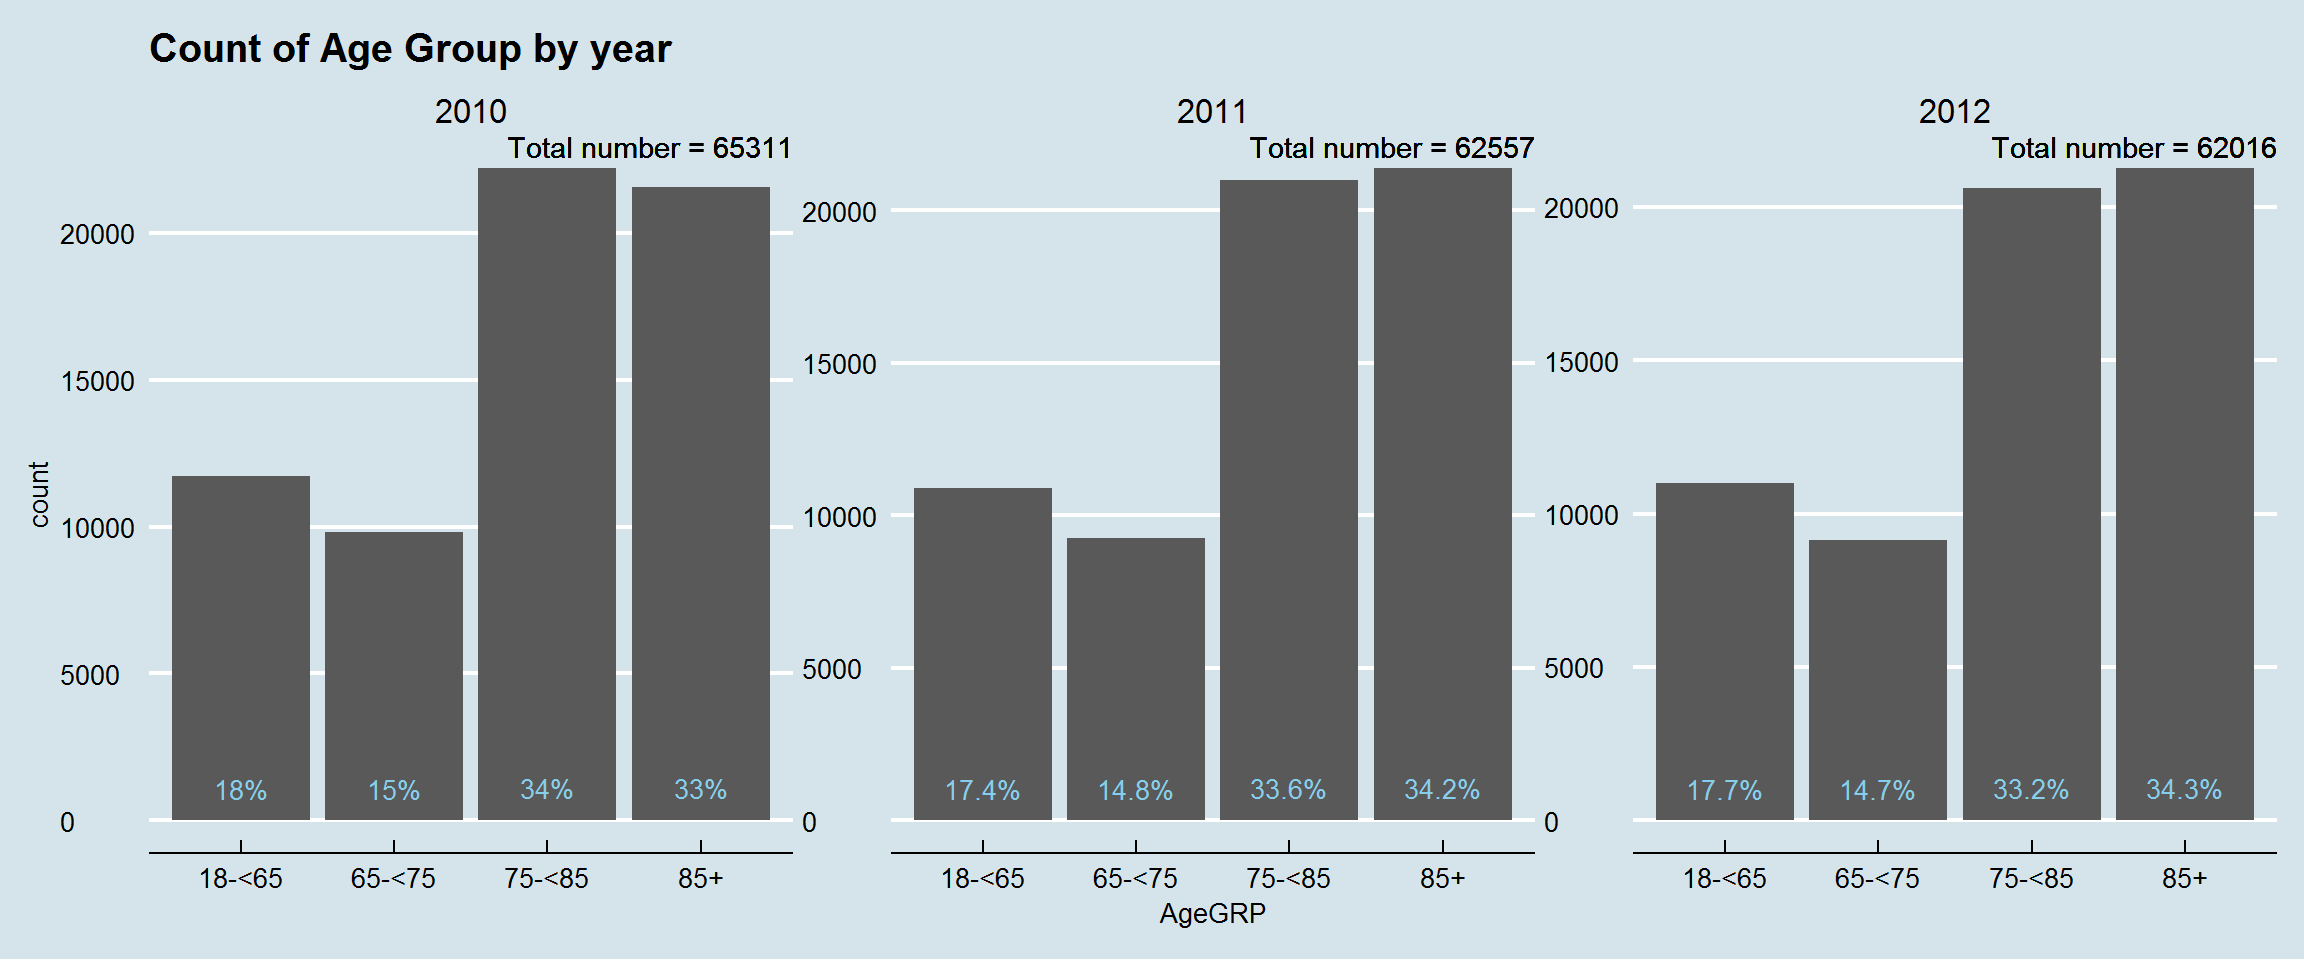 Count of Age Group by year
2010
2011
2012
Total number = 65311
Total number = 62557
Total number = 62016
count
20000
15000
10000
5000
0
20000
15000
10000
5000
0
20000
15000
10000
5000
0
18% 15% 34% 33%
17.4% 14.8% 33.6% 34.2%
17.7% 14.7% 33.2% 34.3%
18-<65 65-<75 75-<85 85+
18-<65 65-<75 75-<85 85+
18-<65 65-<75 75-<85 85+
AgeGRP